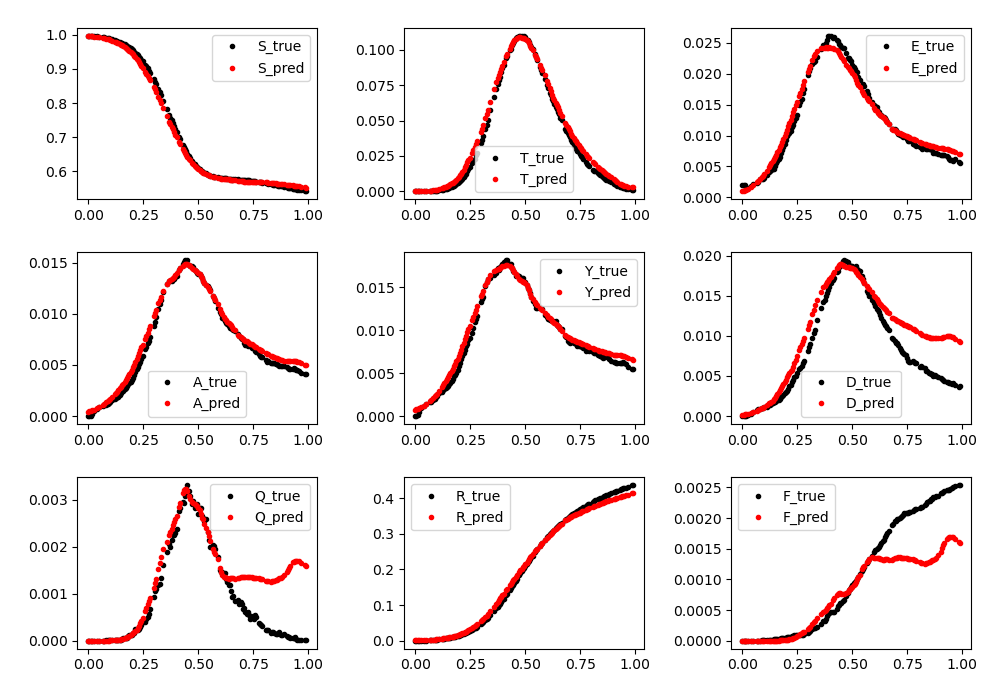 1.0
0.9
0.8
0.7
0.6
0.00 0.25 0.50 0.75 1.00
S_true
S_pred
0.100
0.075
0.050
0.025
0.000
0.00 0.25 0.50 0.75 1.00
T_true
T_pred
0.025
0.020
0.015
0.010
0.005
0.000
0.00 0.25 0.50 0.75 1.00
E_true
E_pred
0.015
0.010
0.005
0.000
0.00 0.25 0.50 0.75 1.00
A_true
A_pred
0.015
0.010
0.005
0.000
0.00 0.25 0.50 0.75 1.00
Y_true
Y_pred
0.020
0.015
0.010
0.005
0.000
0.00 0.25 0.50 0.75 1.00
D_true
D_pred
0.003
0.002
0.001
0.000
0.00 0.25 0.50 0.75 1.00
Q_true
Q_pred
0.4
0.3
0.2
0.1
0.0
0.00 0.25 0.50 0.75 1.00
R_true
R_pred
0.0025
0.0020
0.0015
0.0010
0.0005
0.0000
0.00 0.25 0.50 0.75 1.00
F_true
F_pred